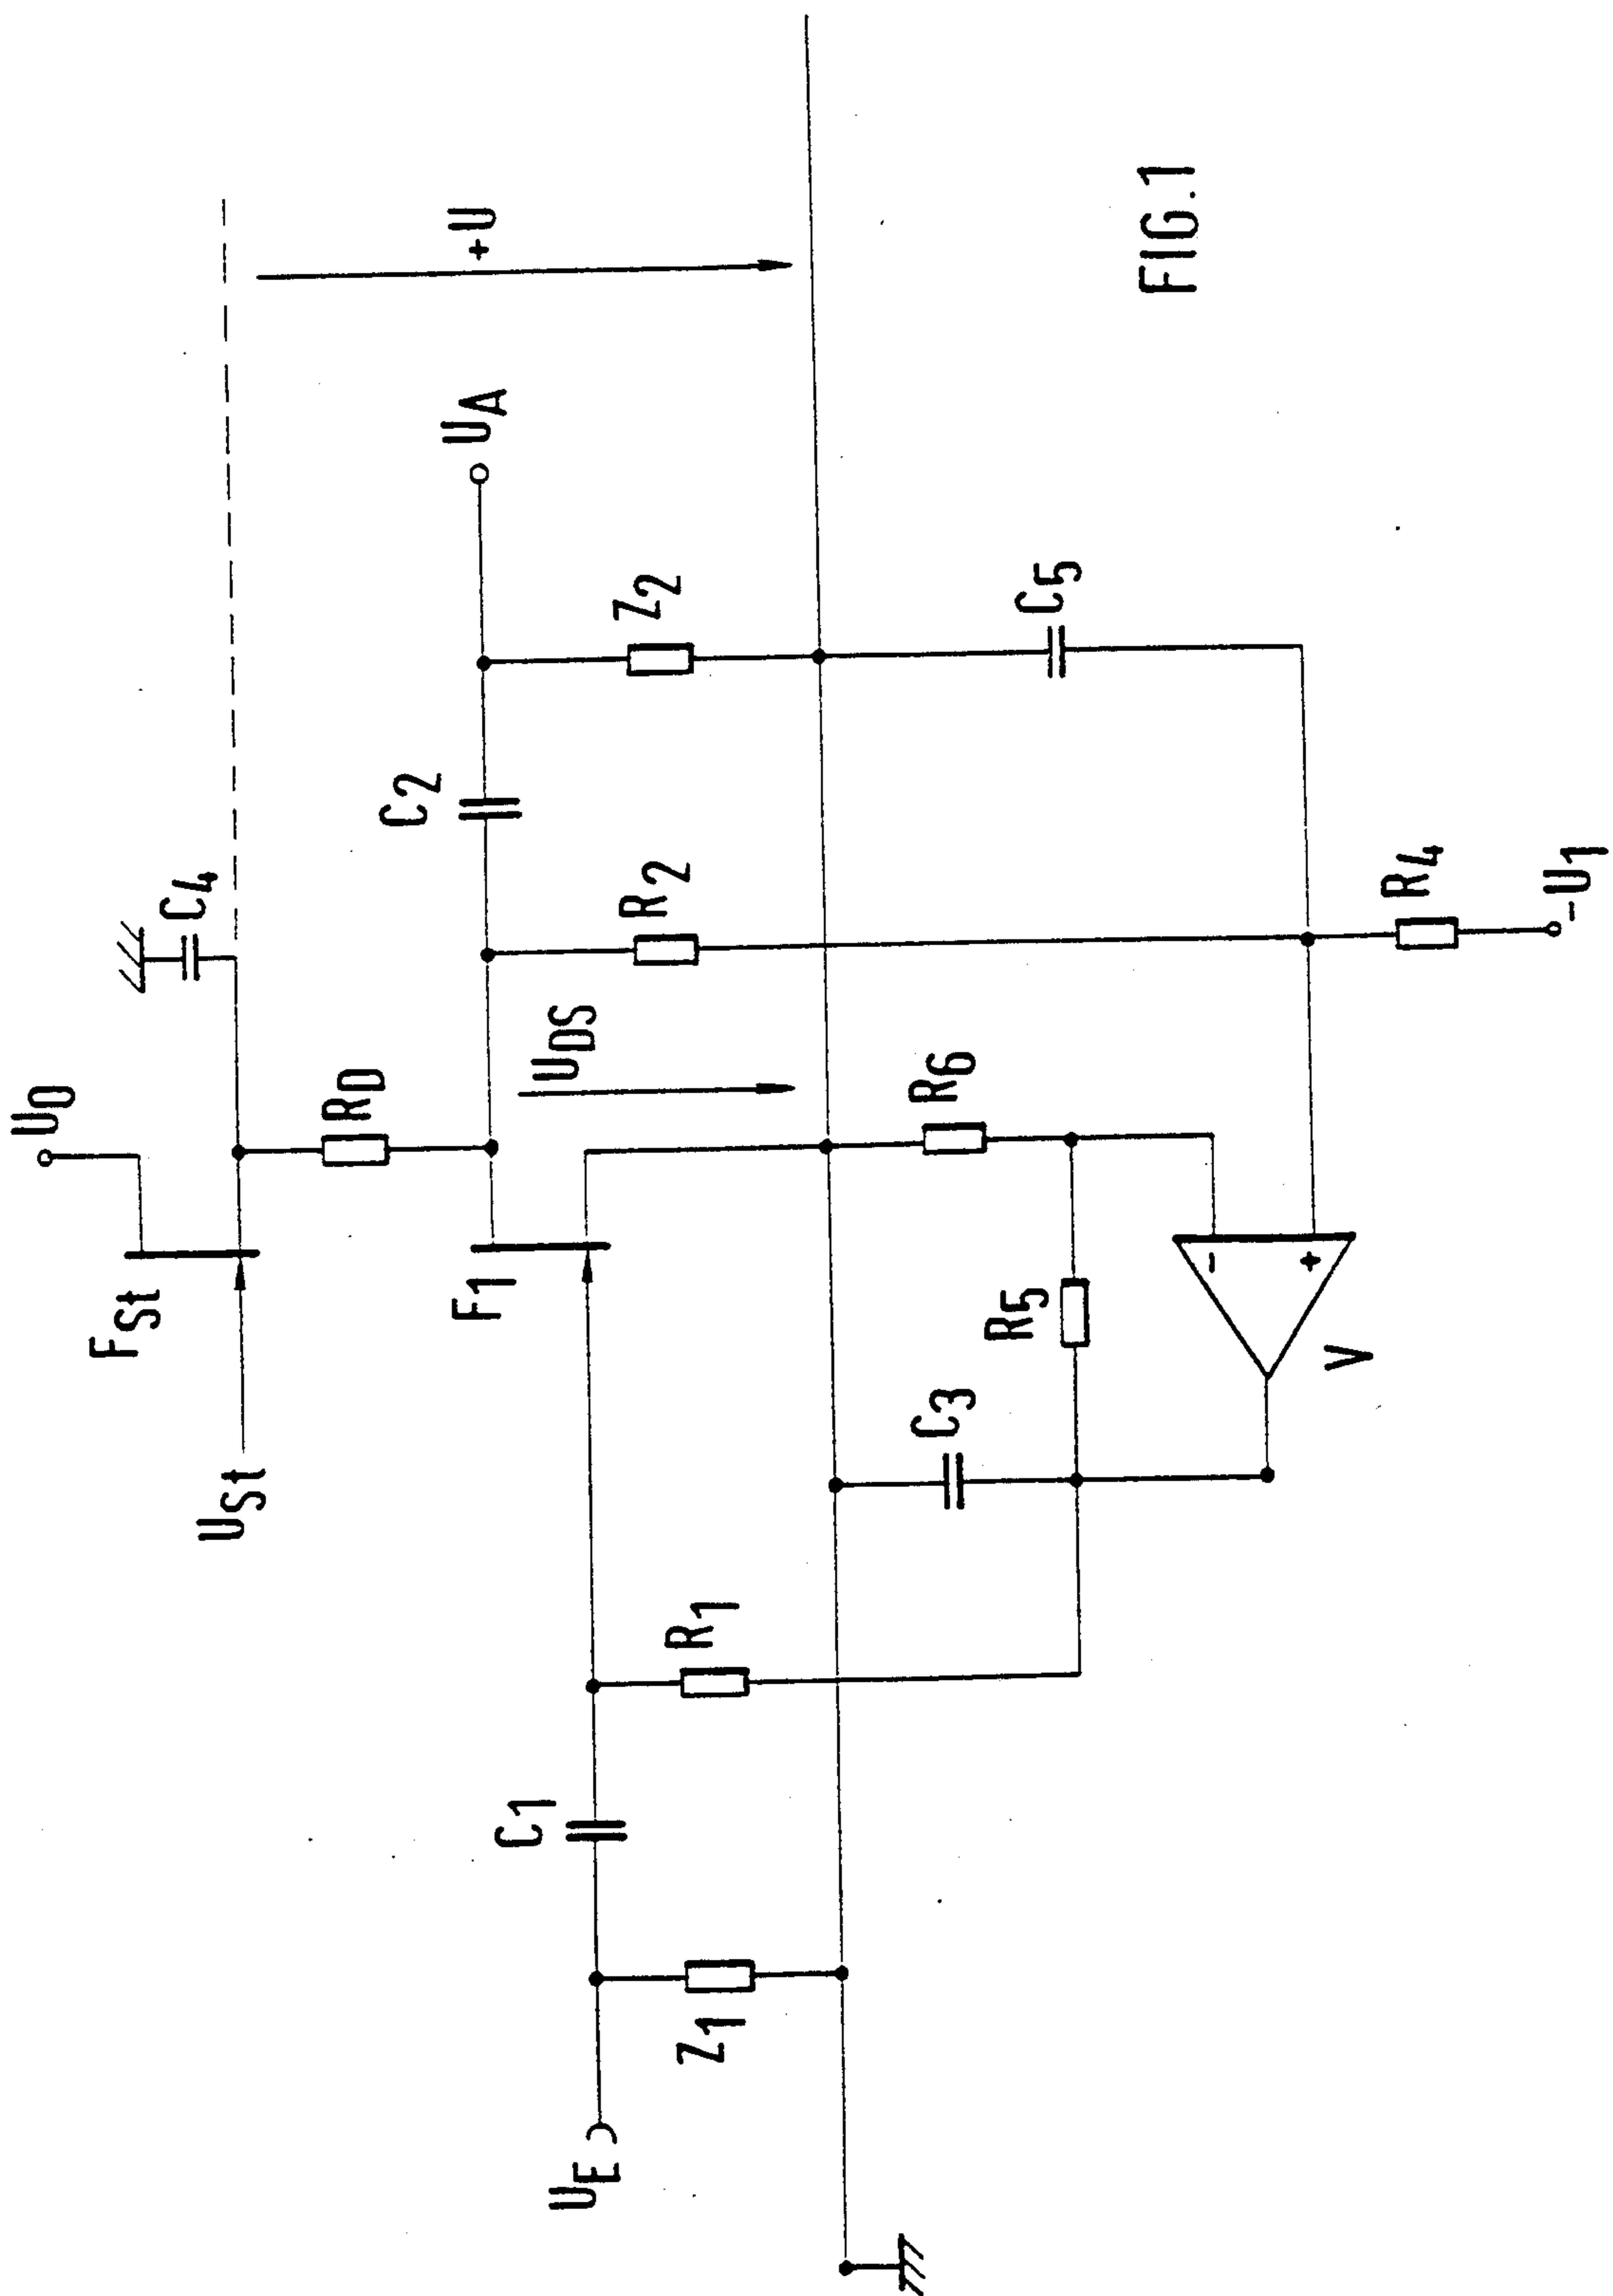 U0
FSt
USt
C4
RD
+U
F1
UDS
C2
UA
R2
Z2
UE
C1
Z1
R1
C3
R5
R6
C5
-
+
V
R4
-U1
FIG.1